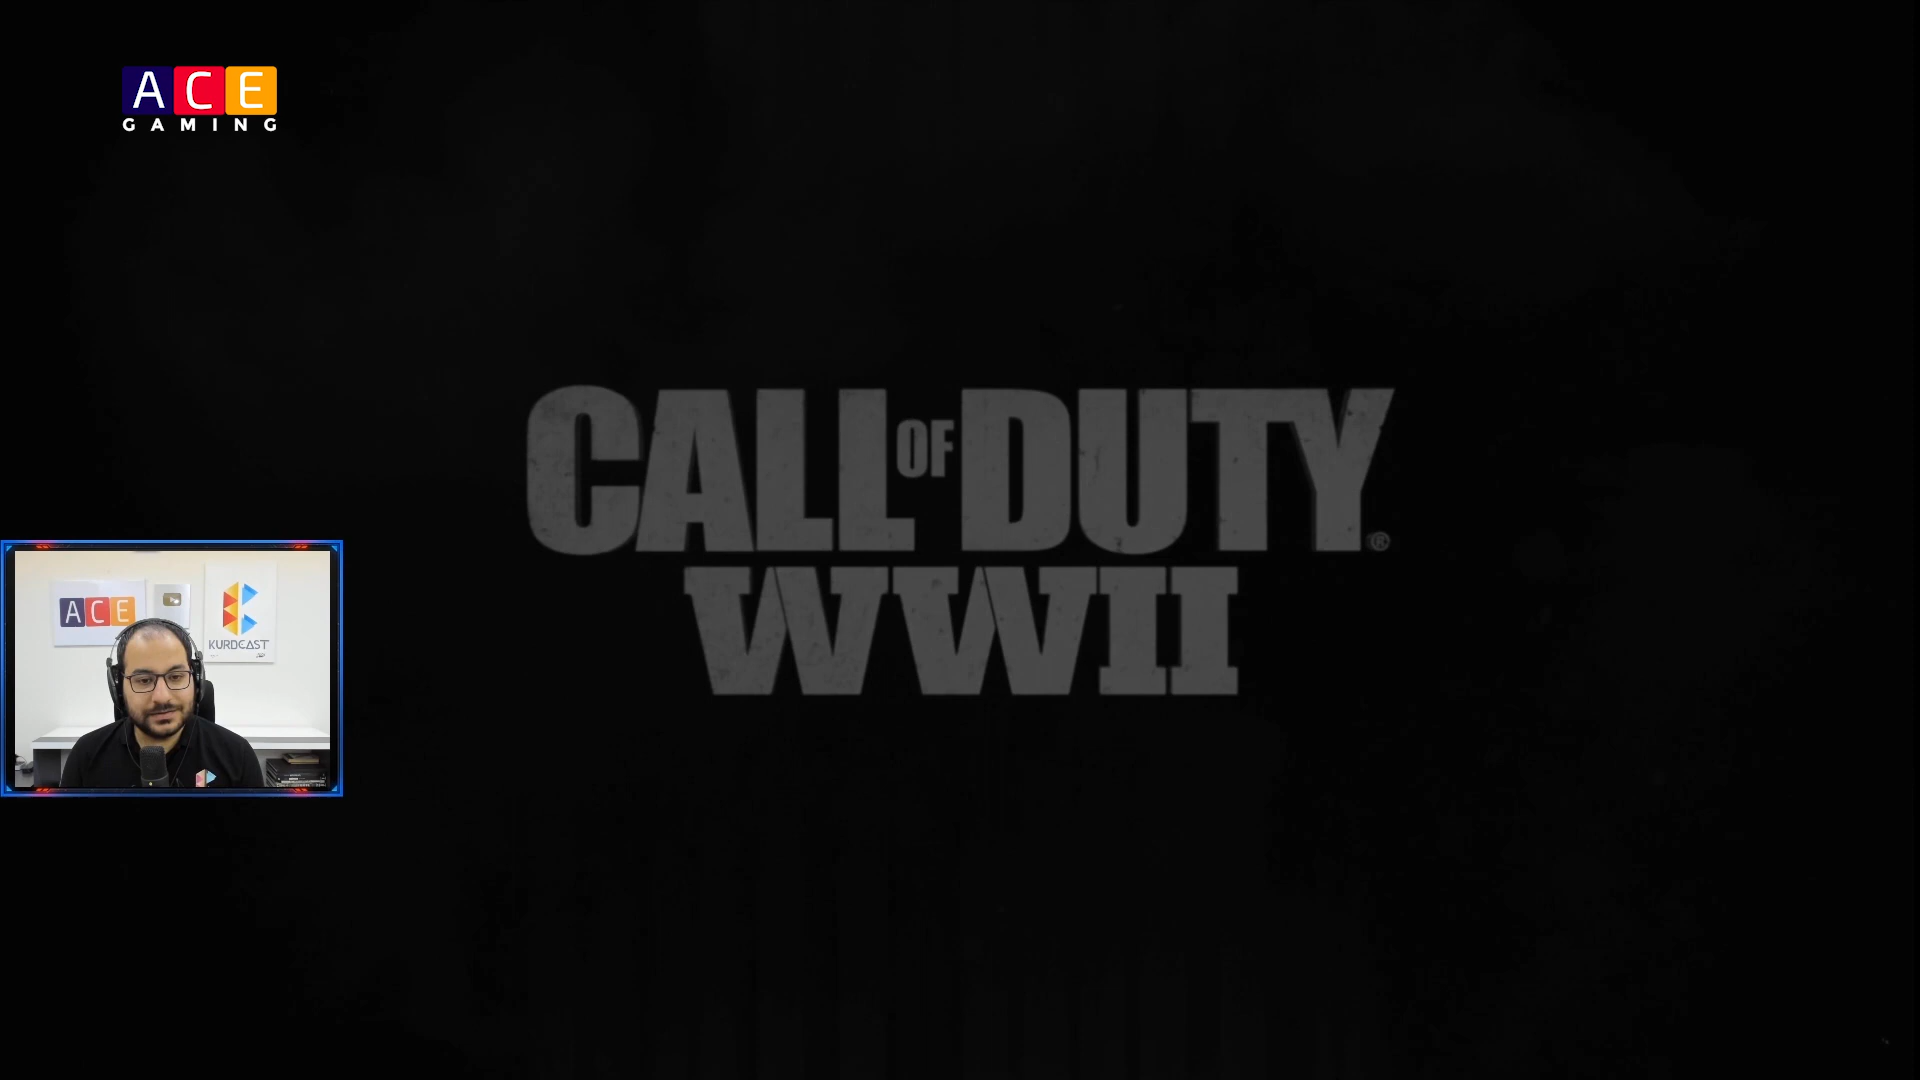 ACE
GAMING
CALL OF DUTY®
WWII
ACE
KURDCAST